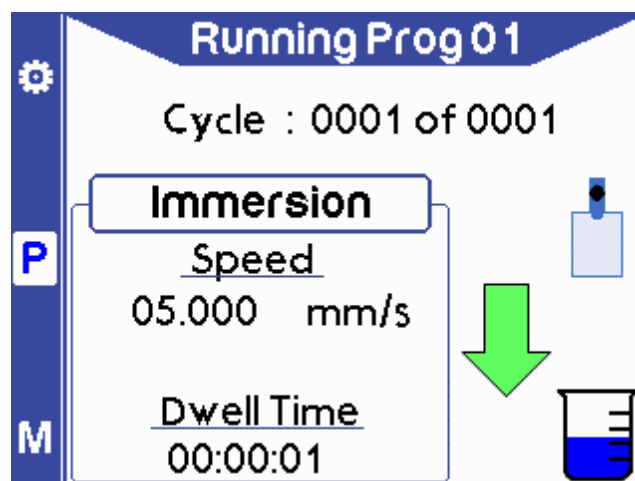 Running Prog 01
Cycle : 0001 of 0001
Immersion
Speed
P
05.000 mm/s
Dwell Time
M
00:00:01